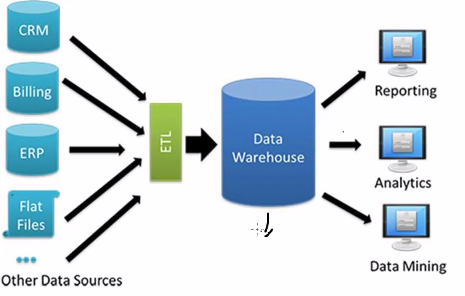 CRM
Billing
ERP
Flat
Files
Other Data Sources
ETL
Data
Warehouse
Reporting
Analytics
Data Mining